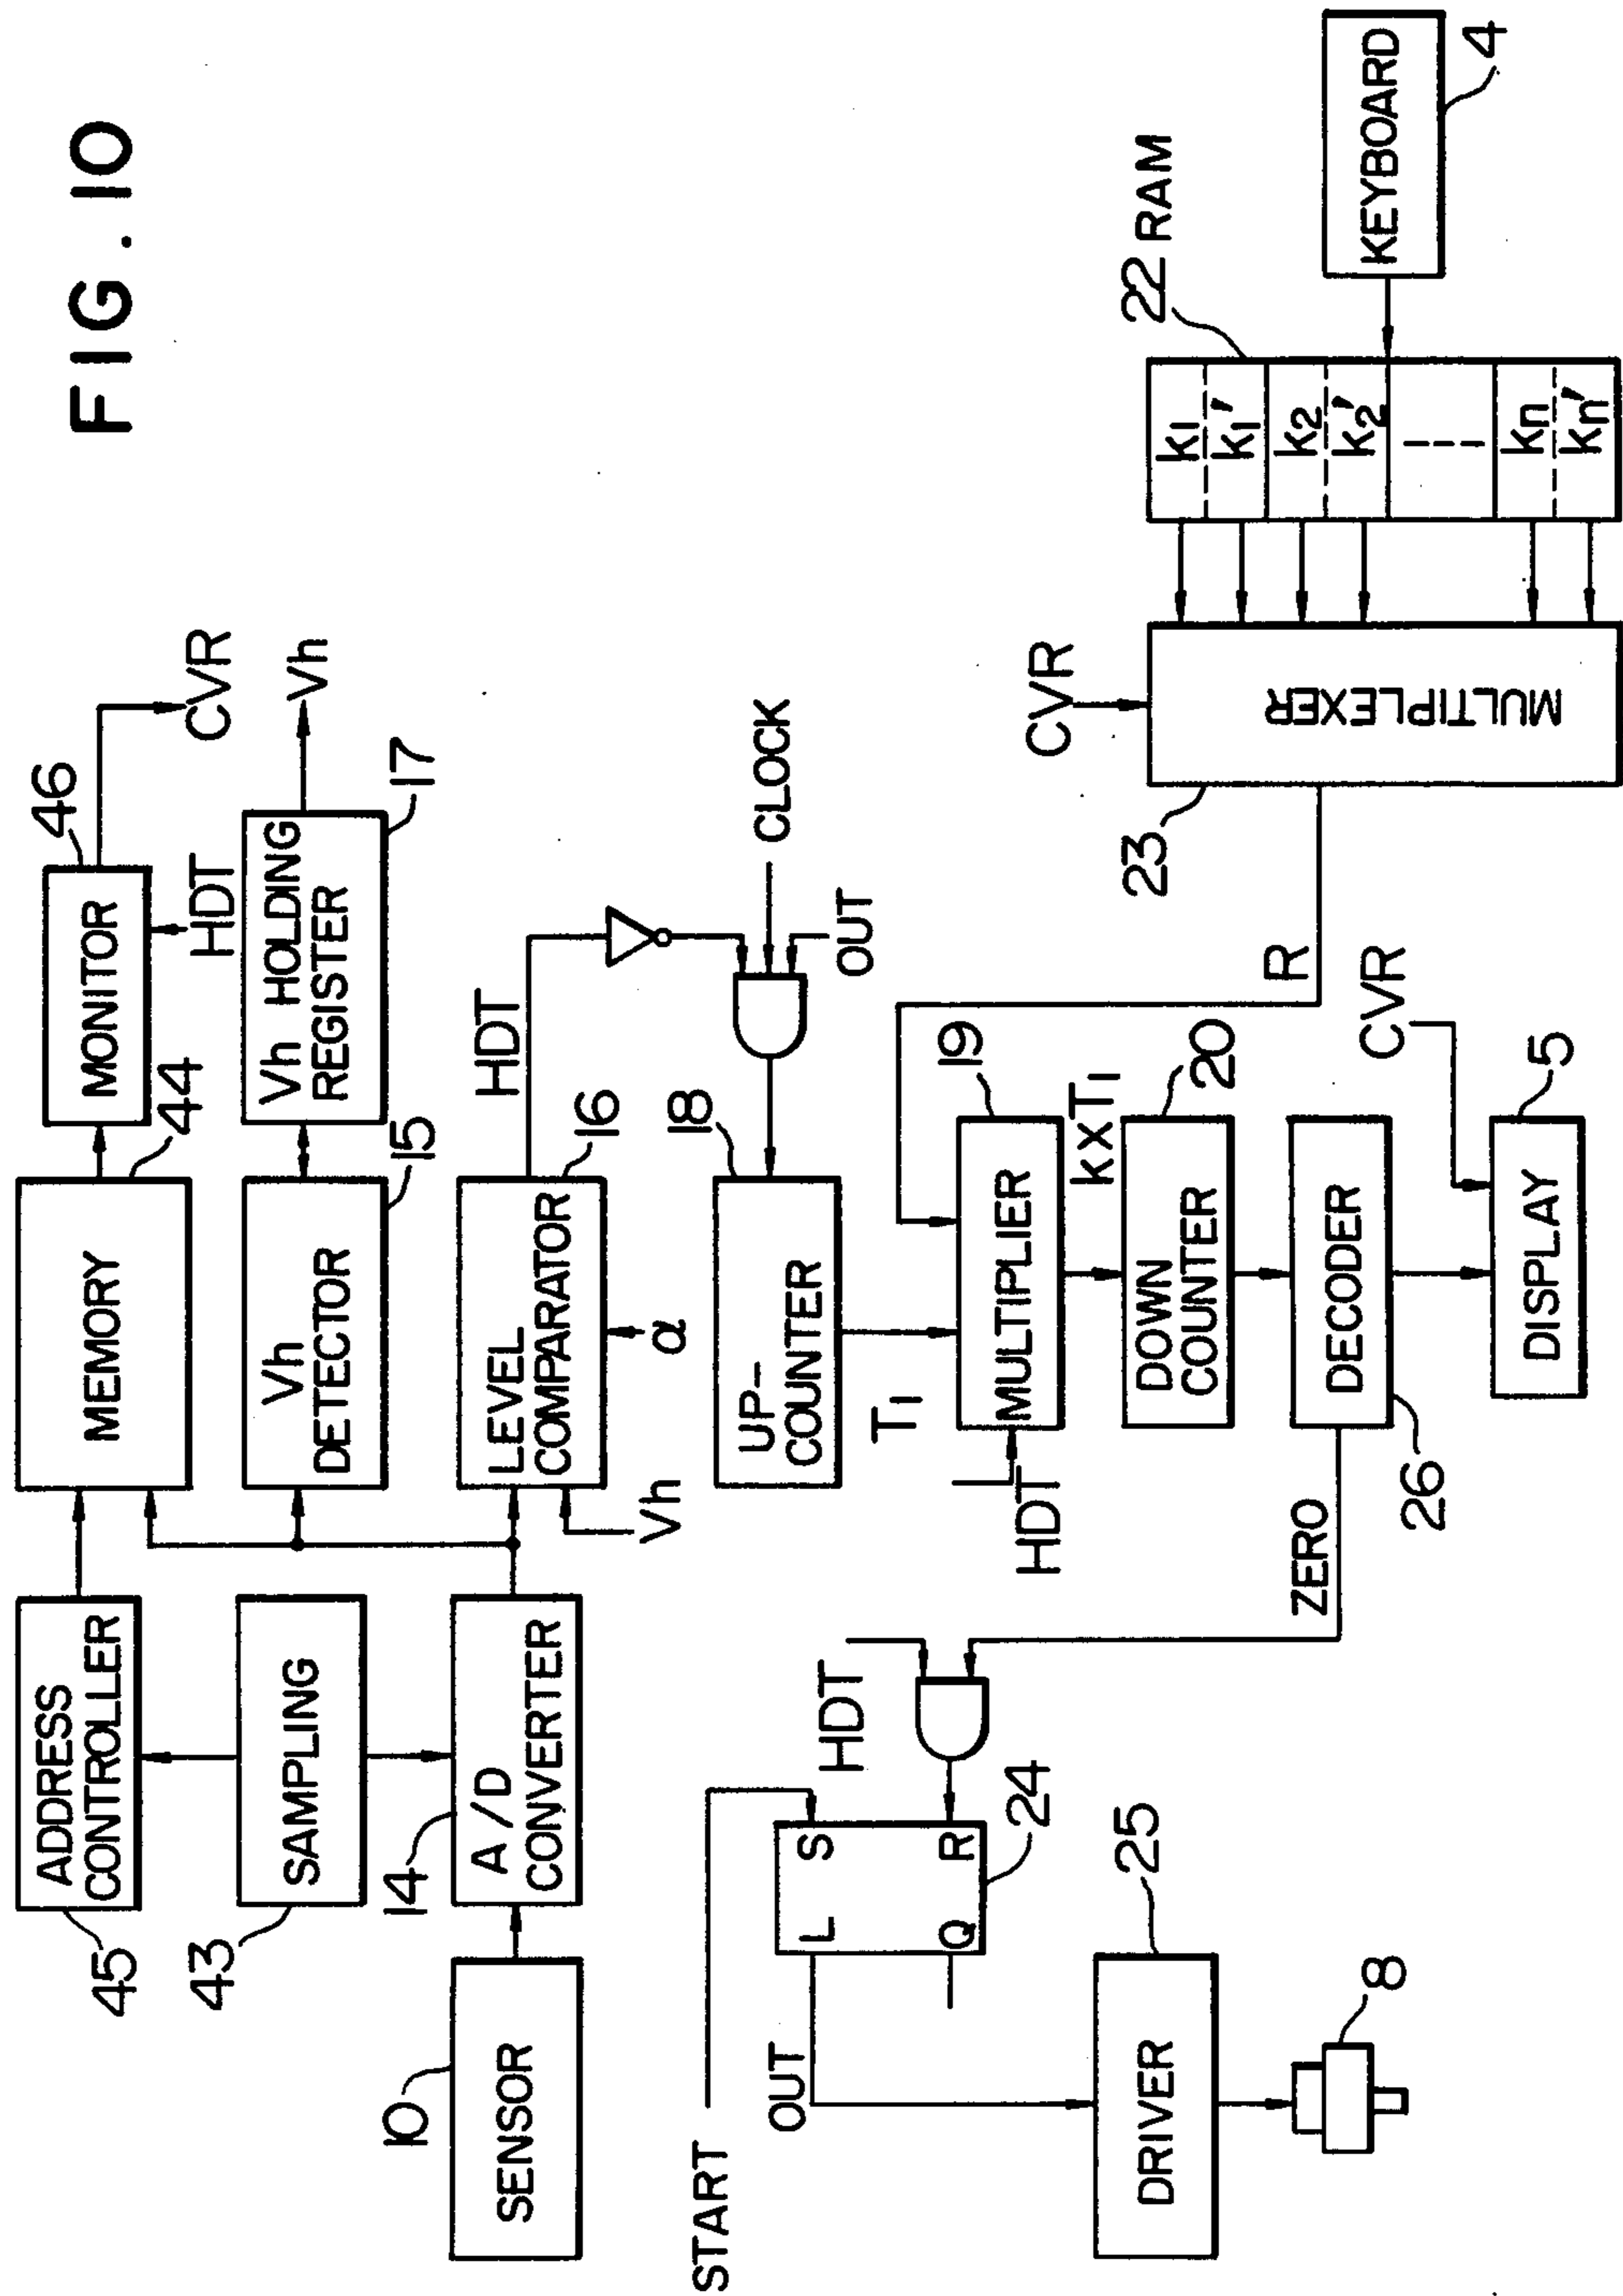 FIG. 10
ADDRESS
CONTROLLER
45
MEMORY
44
MONITOR
46
CVR
HDT
SAMPLING
43
Vh
DETECTOR
15
Vh HOLDING
REGISTER
17
Vh
SENSOR
10
A/D
CONVERTER
14
LEVEL
COMPARATOR
16
Vh
α
HDT
CLOCK
OUT
UP-
COUNTER
18
T1
START
S
L
R
Q
24
HDT
OUT
ZERO
HDT
MULTIPLIER
19
R
k×T1
DOWN
COUNTER
20
DECODER
26
CVR
DISPLAY
5
DRIVER
25
8
CVR
MULTIPLEXER
23
22 RAM
k1
k1'
k2
k2'
---
kn
kn'
KEYBOARD
4